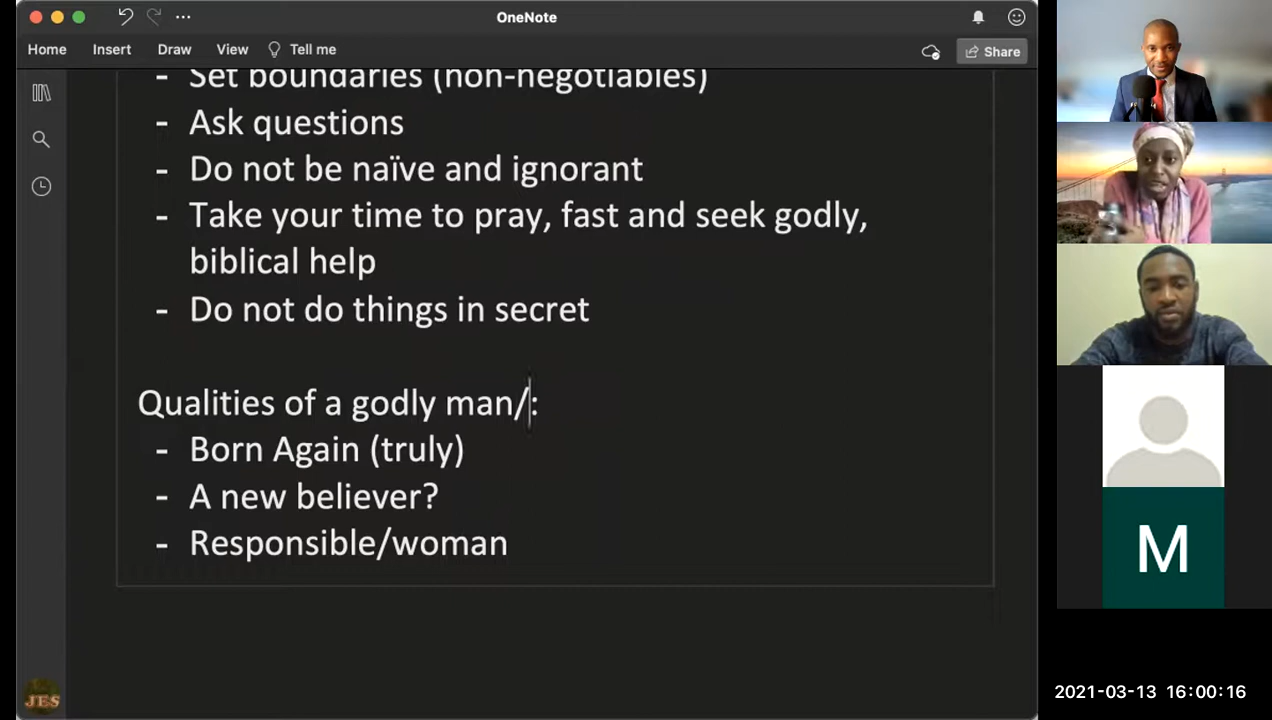 OneNote
Home Insert Draw View Tell me Share
- Set boundaries (non-negotiables)
- Ask questions
- Do not be naïve and ignorant
- Take your time to pray, fast and seek godly,
biblical help
- Do not do things in secret
Qualities of a godly man/:
- Born Again (truly)
- A new believer?
- Responsible/woman
M
JES
2021-03-13 16:00:16